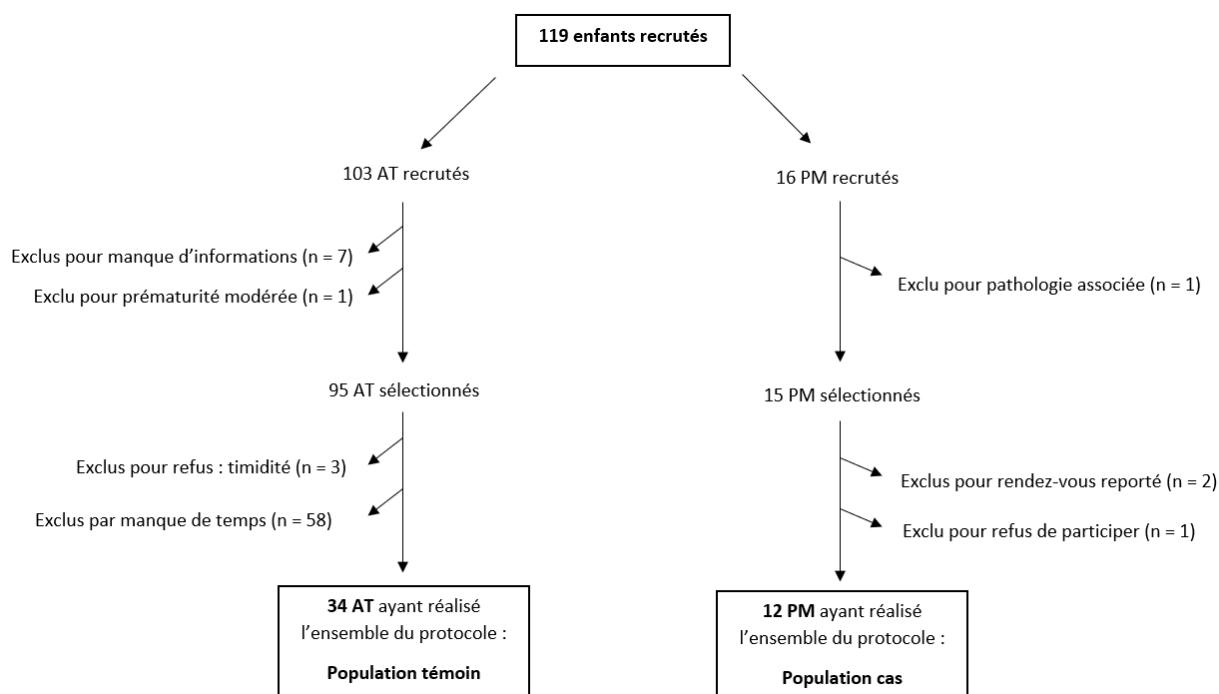 119 enfants recrutés
103 AT recrutés
16 PM recrutés
Exclus pour manque d'informations (n = 7)
Exclu pour prématurité modérée (n = 1)
Exclu pour pathologie associée (n = 1)
95 AT sélectionnés
15 PM sélectionnés
Exclus pour refus : timidité (n = 3)
Exclus par manque de temps (n = 58)
Exclus pour rendez-vous reporté (n = 2)
Exclu pour refus de participer (n = 1)
34 AT ayant réalisé
l'ensemble du protocole :
Population témoin
12 PM ayant réalisé
l'ensemble du protocole :
Population cas